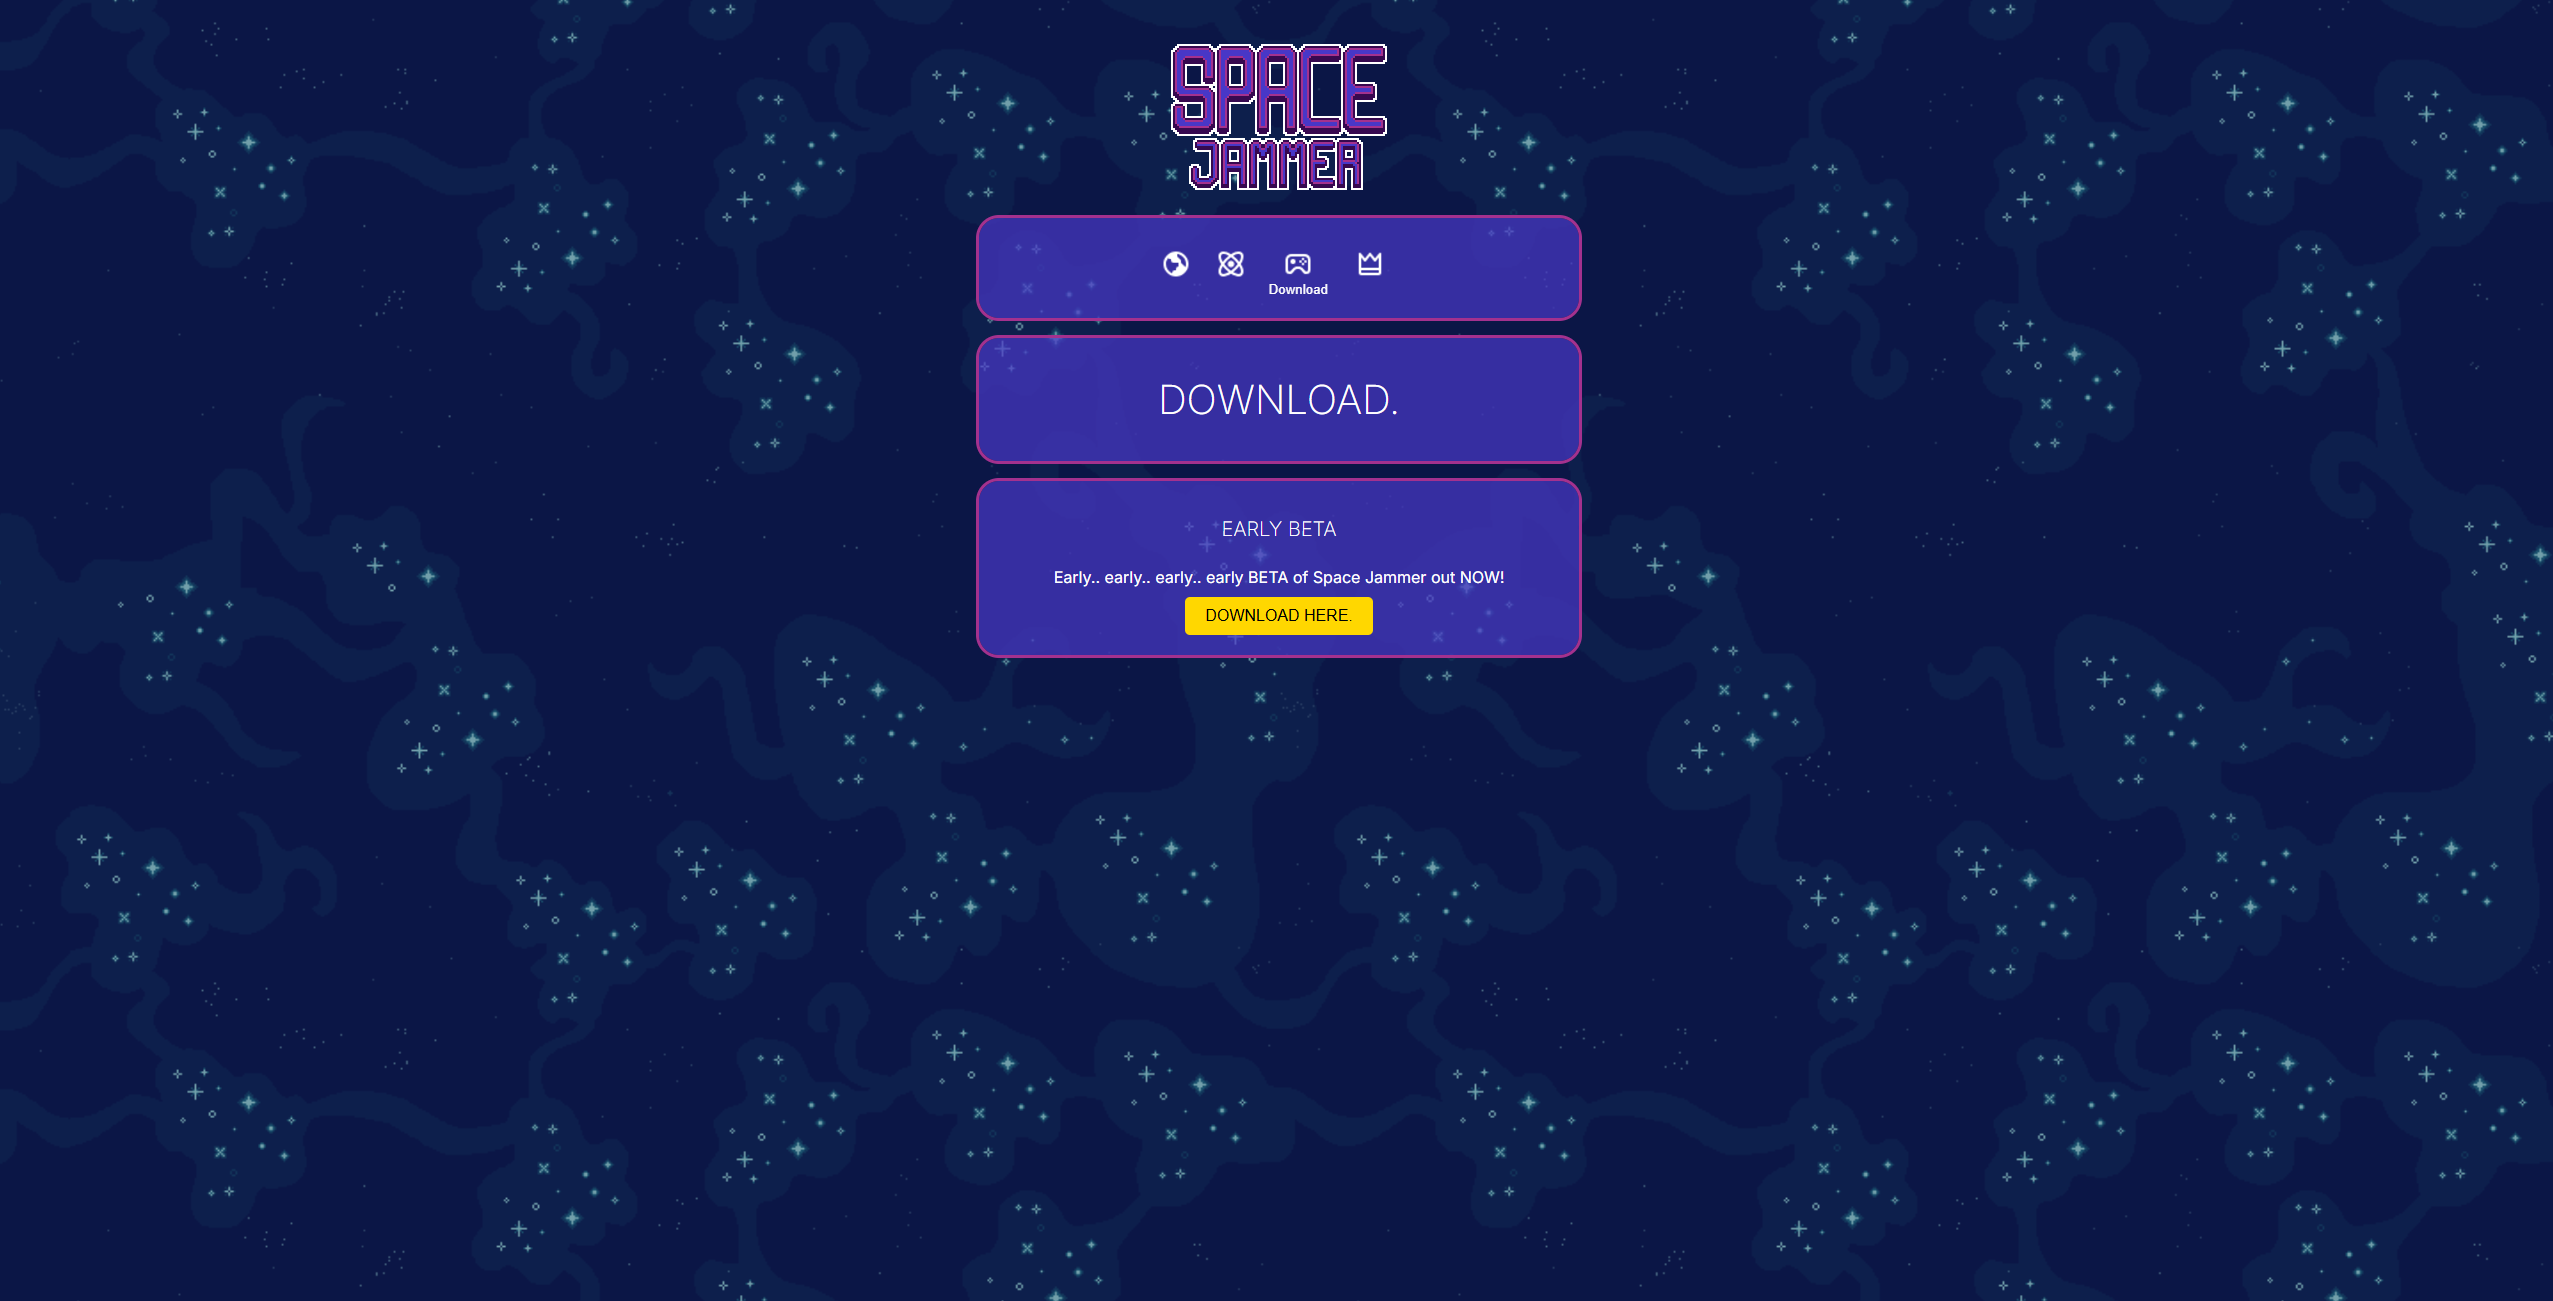 SPACE
JAMMER
Download
DOWNLOAD.
EARLY BETA
Early.. early.. early.. early BETA of Space Jammer out NOW!
DOWNLOAD HERE.